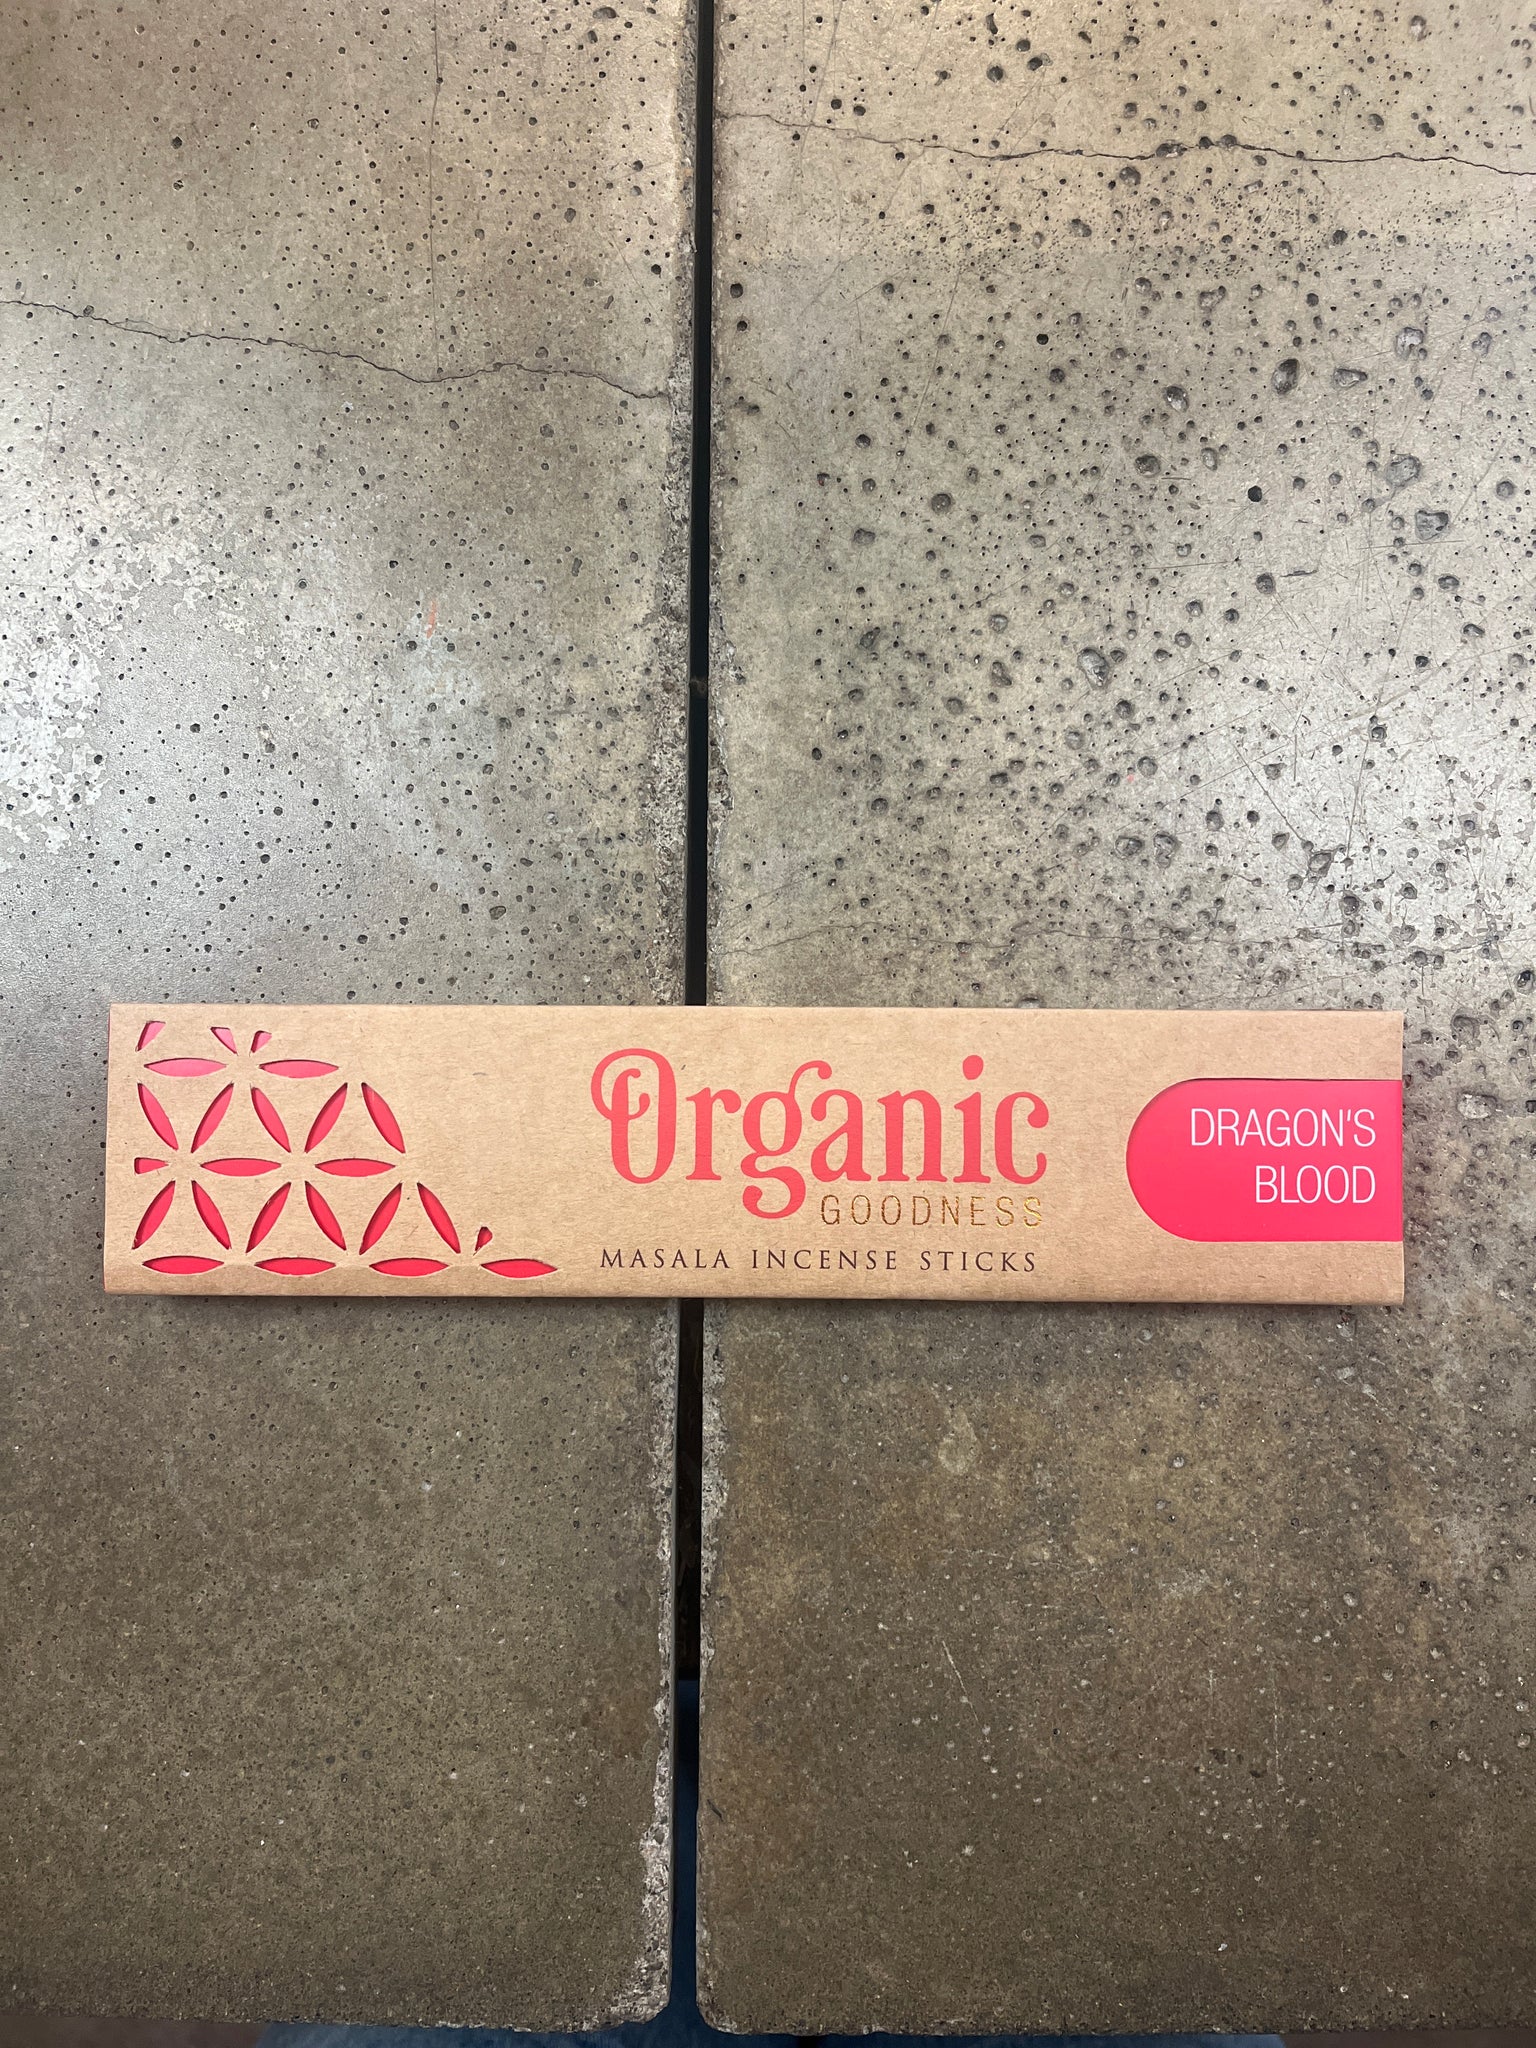 Organic
GOODNESS
MASALA INCENSE STICKS
DRAGON'S
BLOOD